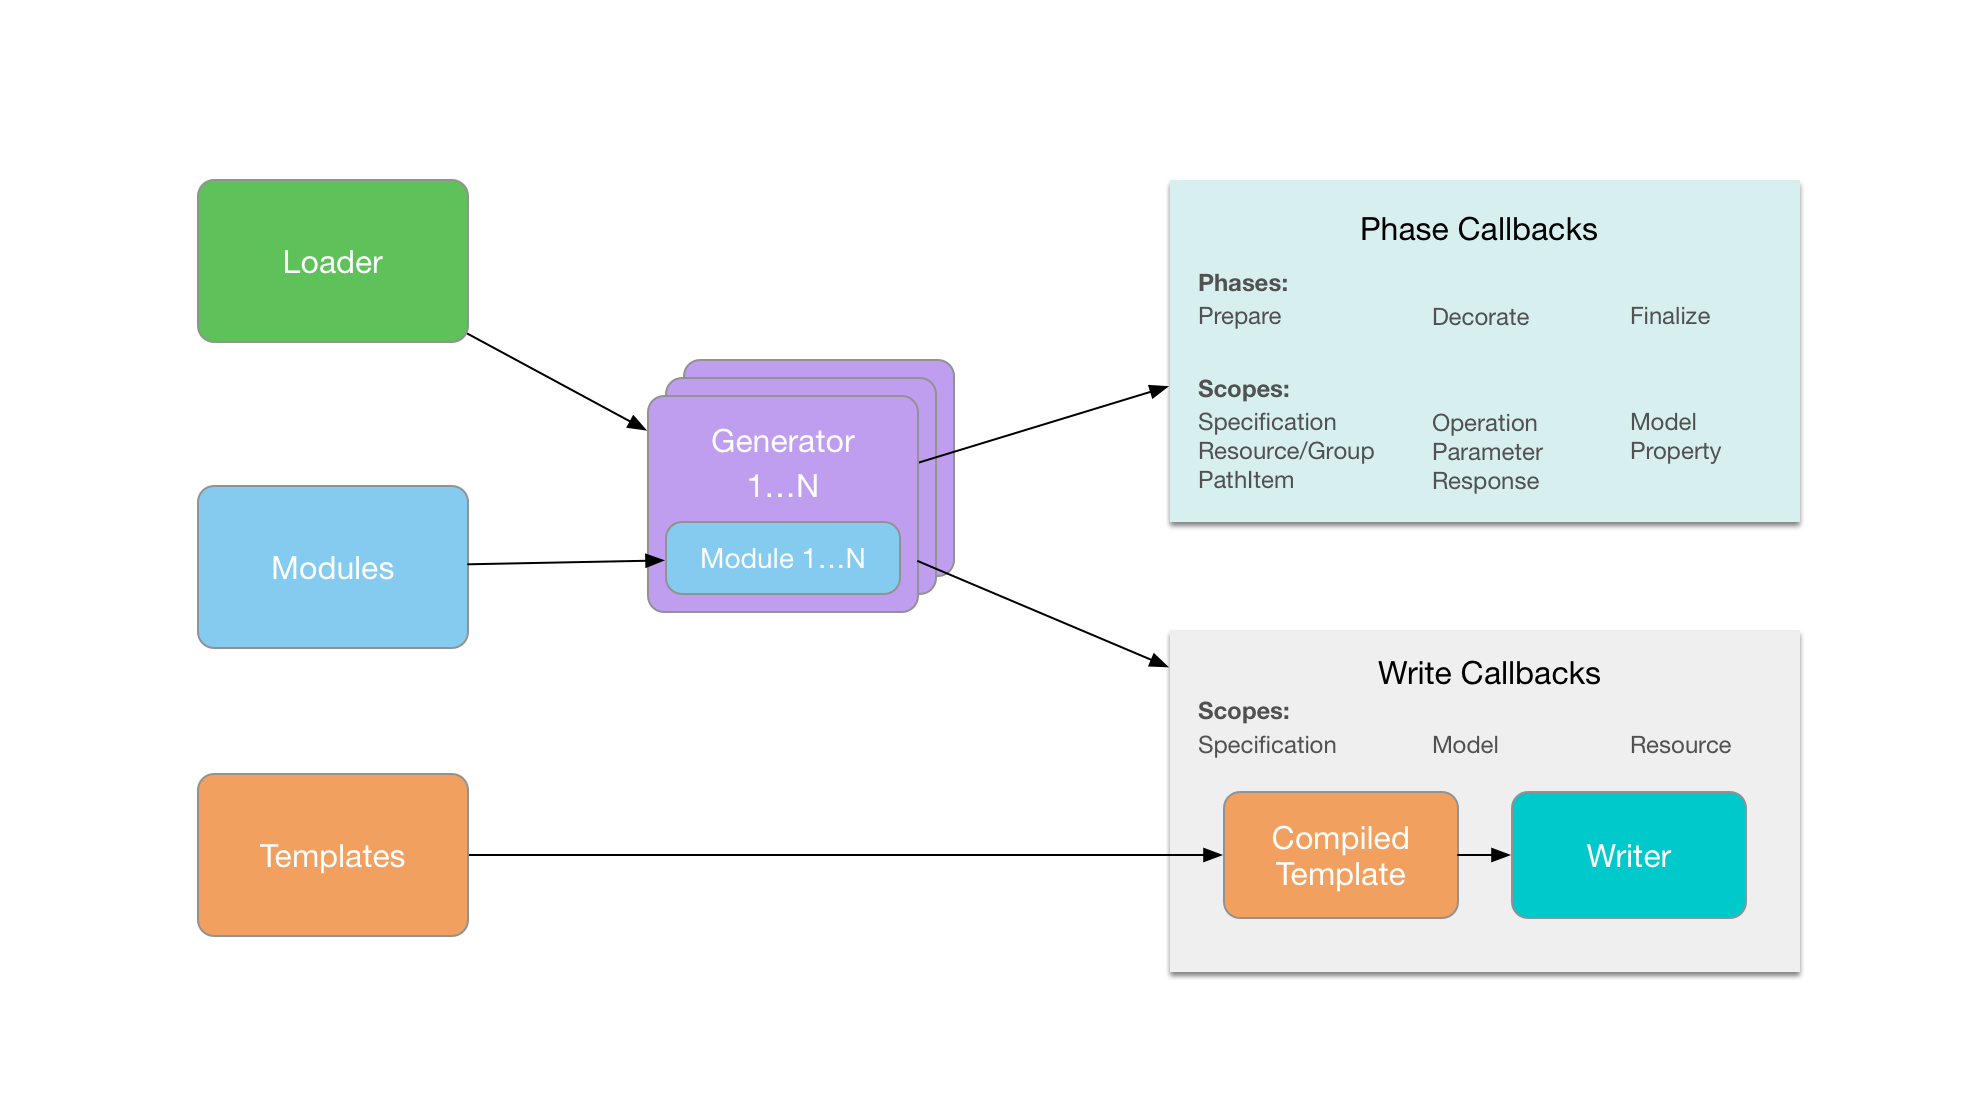 Loader
Modules
Templates
Generator
1...N
Module 1...N
Phase Callbacks
Phases:
Prepare Decorate Finalize
Scopes:
Specification Operation Model
Resource/Group Parameter Property
PathItem Response
Write Callbacks
Scopes:
Specification Model Resource
Compiled
Template
Writer